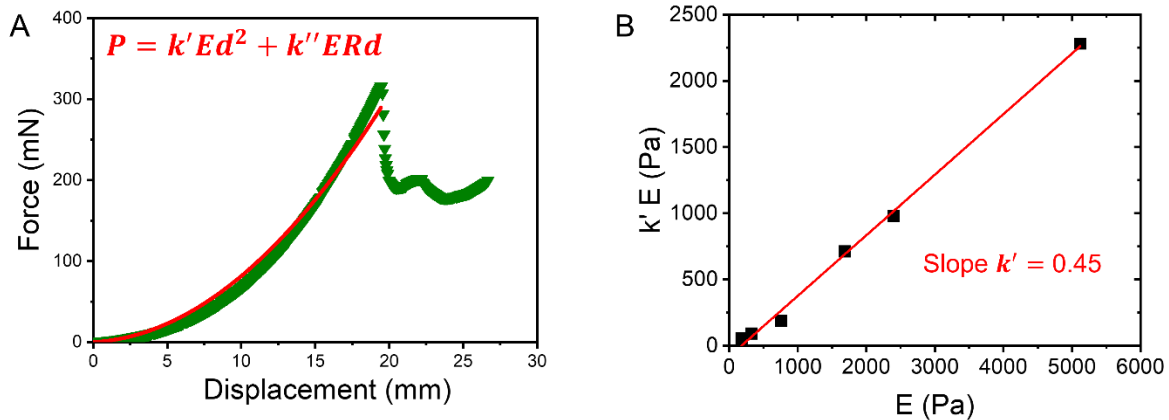 A
P = k′Ed² + k″ERd
400
300
200
100
0
Force (mN)
0 5 10 15 20 25 30
Displacement (mm)
B
2500
2000
1500
1000
500
0
k' E (Pa)
Slope k′ = 0.45
0 1000 2000 3000 4000 5000 6000
E (Pa)